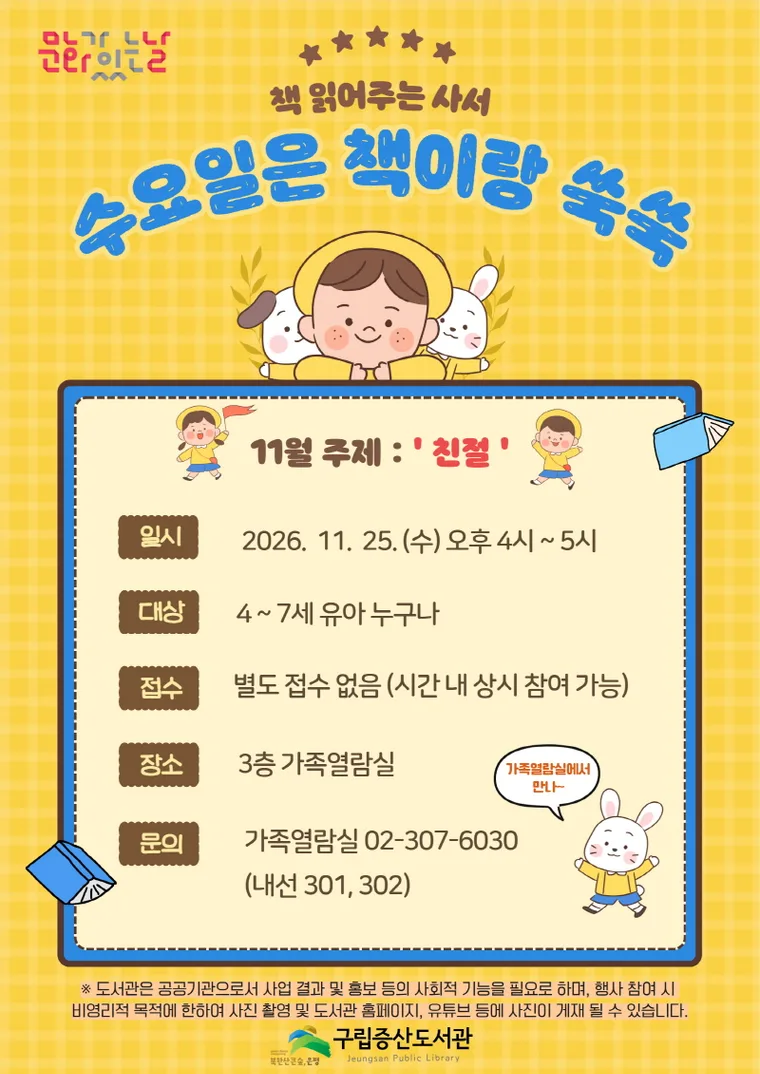 문화가 있는 날
책 읽어주는 사서
수요일은 책이랑 쑥쑥
11월 주제 : ' 친절 '
일시 2026. 11. 25. (수) 오후 4시 ~ 5시
대상 4 ~ 7세 유아 누구나
접수 별도 접수 없음 (시간 내 상시 참여 가능)
장소 3층 가족열람실
가족열람실에서
만나~
문의 가족열람실 02-307-6030
(내선 301, 302)
※ 도서관은 공공기관으로서 사업 결과 및 홍보 등의 사회적 기능을 필요로 하며, 행사 참여 시
비영리적 목적에 한하여 사진 촬영 및 도서관 홈페이지, 유튜브 등에 사진이 게재 될 수 있습니다.
북한산큰숲, 은평
구립증산도서관
Jeungsan Public Library